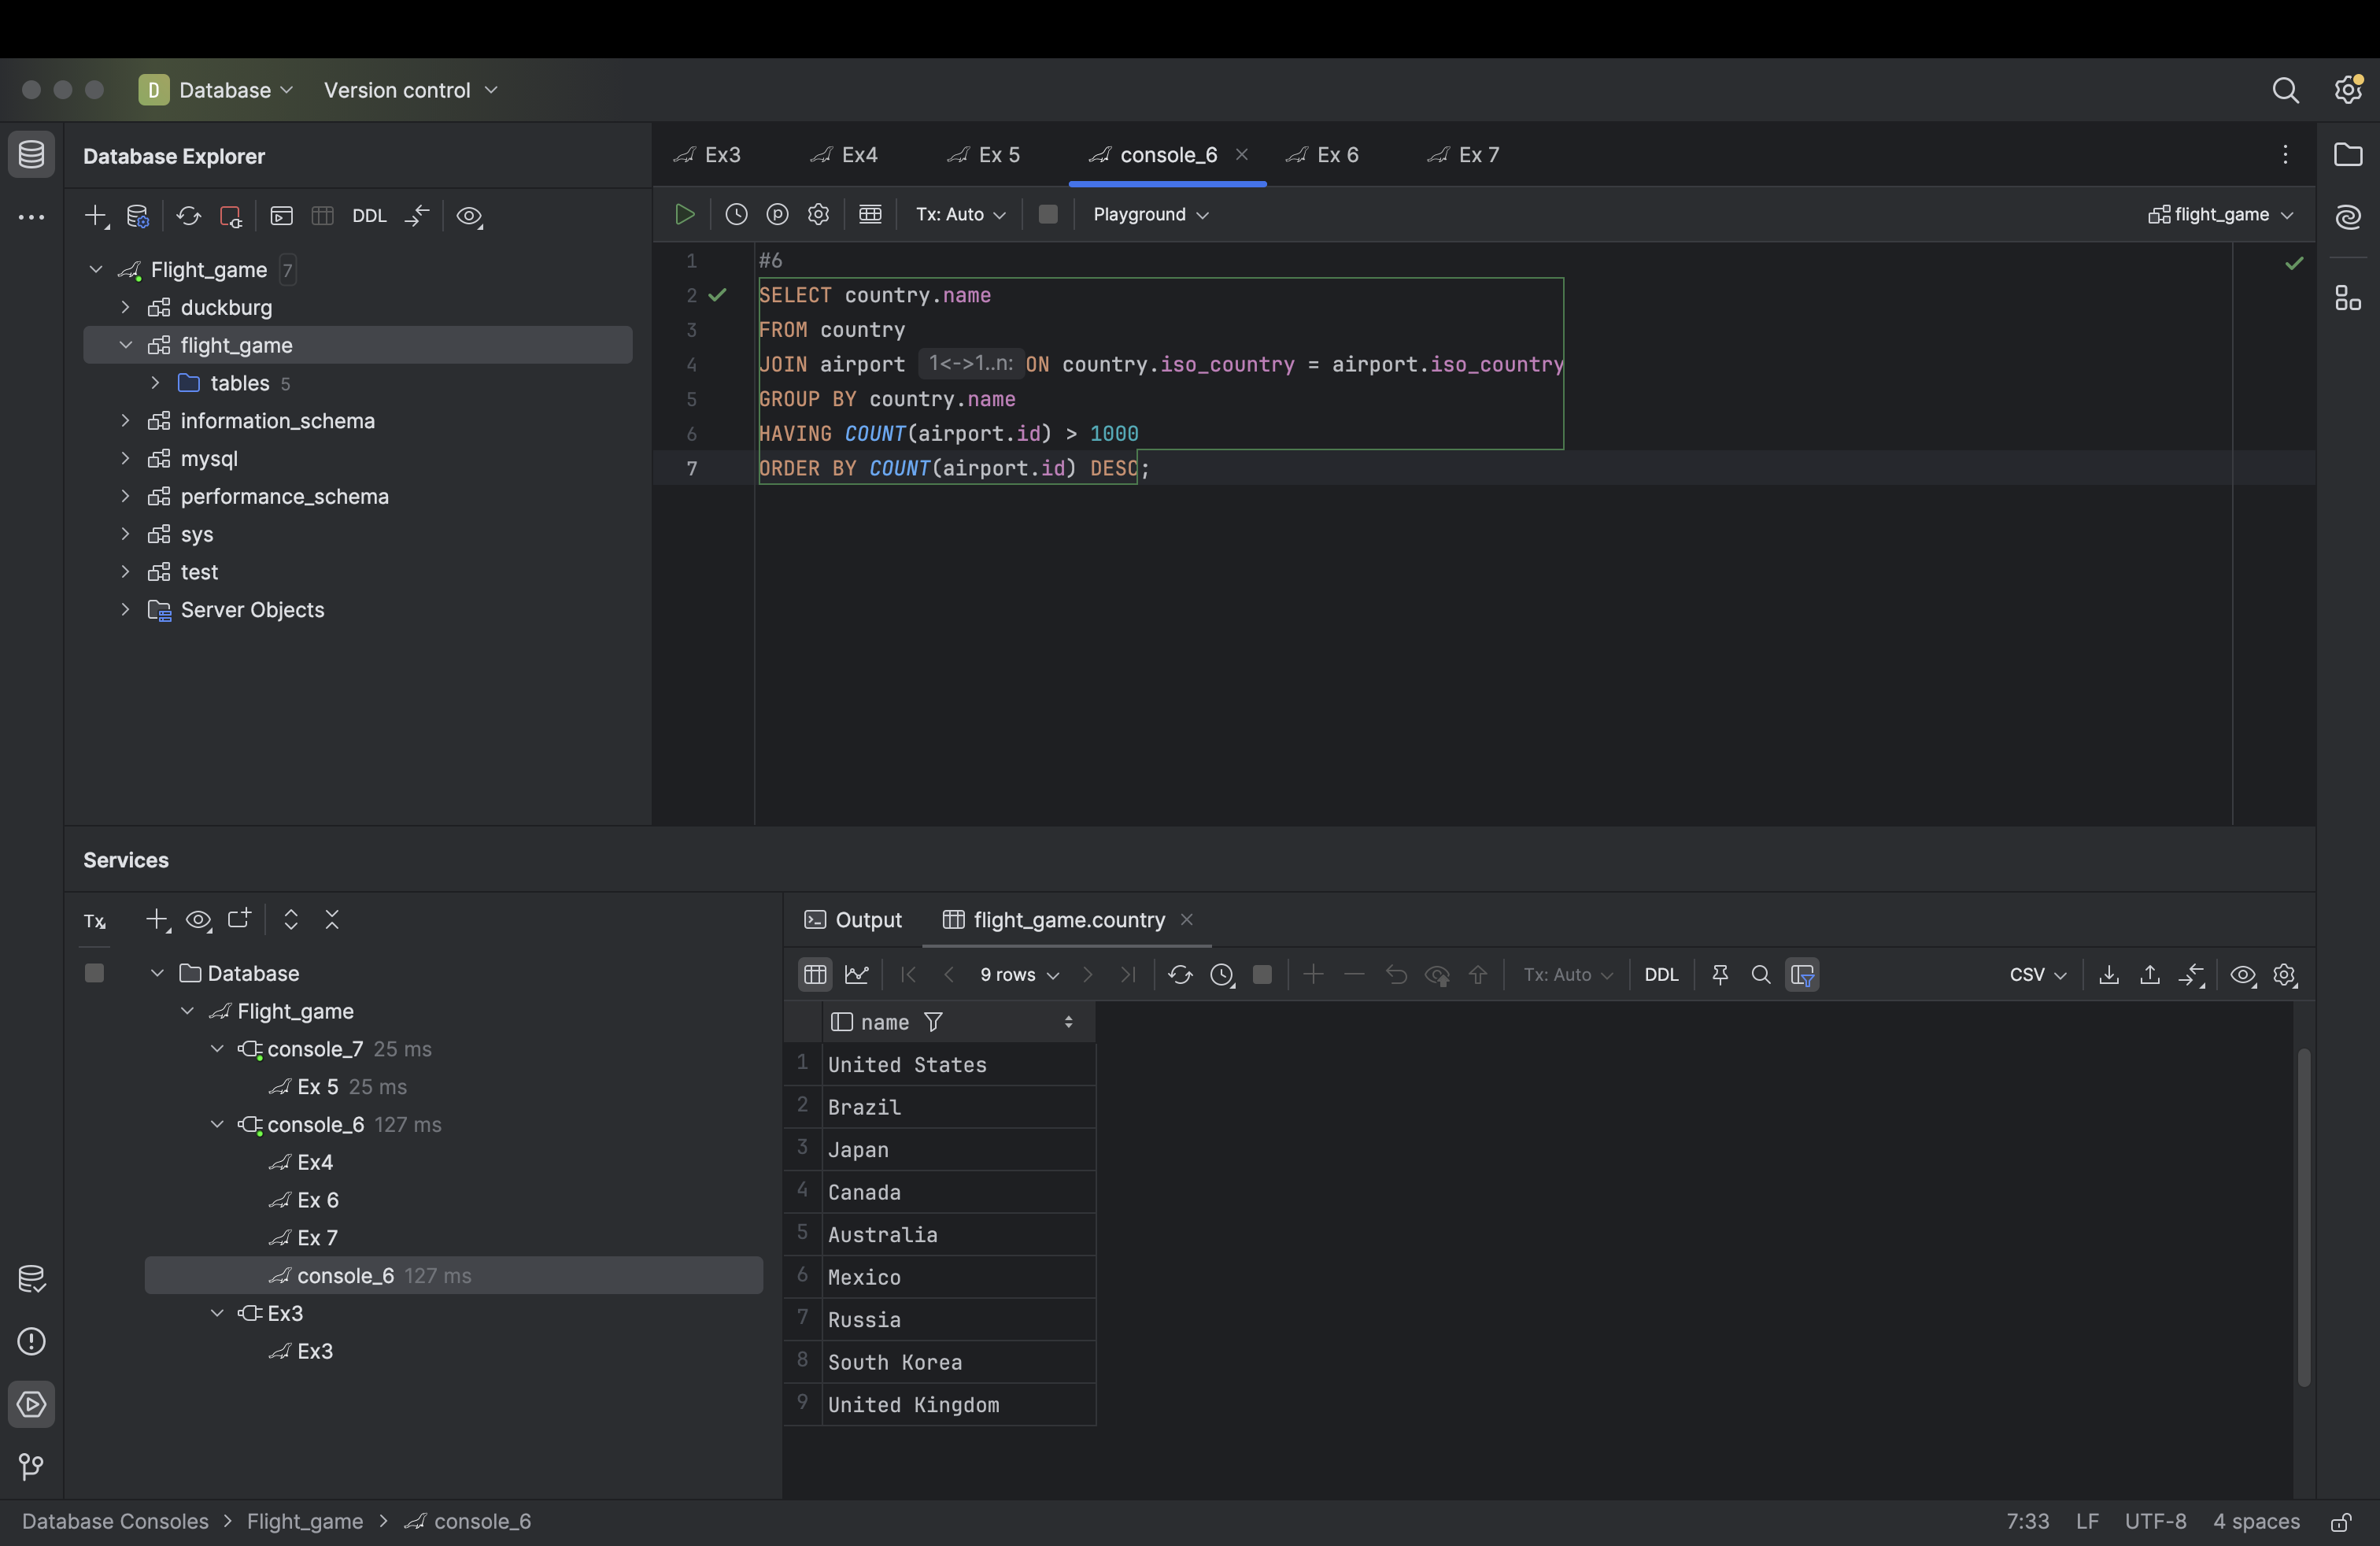 D Database Version control
Database Explorer
DDL
Flight_game 7
duckburg
flight_game
tables 5
information_schema
mysql
performance_schema
sys
test
Server Objects
Ex3 Ex4 Ex 5 console_6 Ex 6 Ex 7
Tx: Auto Playground flight_game
1 #6
2 SELECT country.name
3 FROM country
4 JOIN airport 1<->1..n: ON country.iso_country = airport.iso_country
5 GROUP BY country.name
6 HAVING COUNT(airport.id) > 1000
7 ORDER BY COUNT(airport.id) DESC;
Services
Tx
Database
Flight_game
console_7 25 ms
Ex 5 25 ms
console_6 127 ms
Ex4
Ex 6
Ex 7
console_6 127 ms
Ex3
Ex3
Output flight_game.country
9 rows Tx: Auto DDL CSV
name
1 United States
2 Brazil
3 Japan
4 Canada
5 Australia
6 Mexico
7 Russia
8 South Korea
9 United Kingdom
Database Consoles > Flight_game > console_6
7:33 LF UTF-8 4 spaces